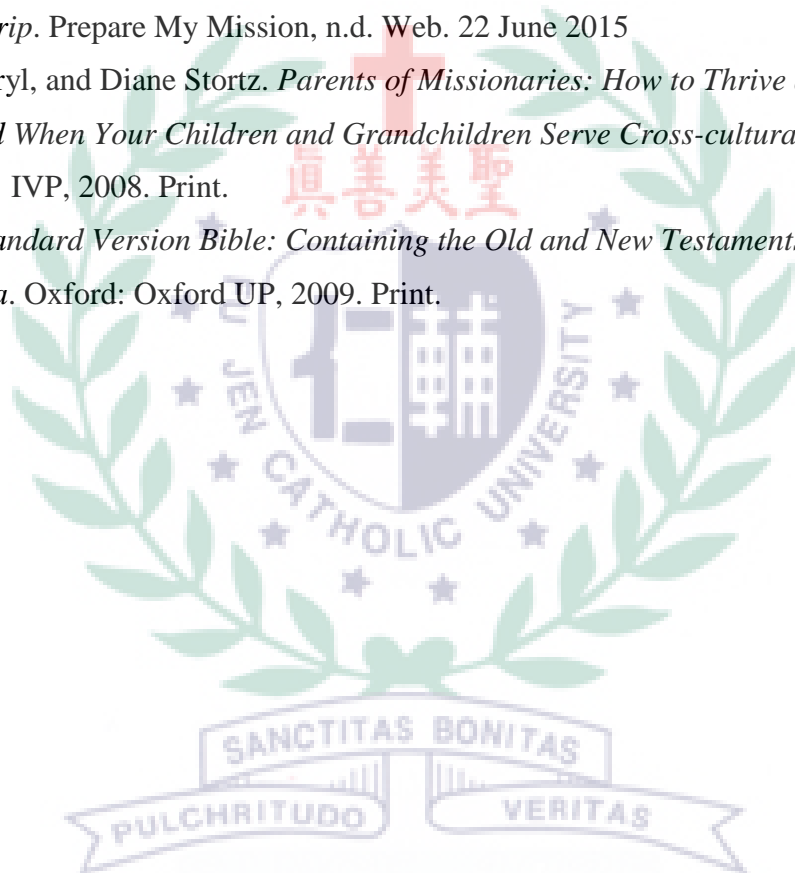 rip. Prepare My Mission, n.d. Web. 22 June 2015
ryl, and Diane Stortz. Parents of Missionaries: How to Thrive
When Your Children and Grandchildren Serve Cross-cultura
IVP, 2008. Print.
andard Version Bible: Containing the Old and New Testament
a. Oxford: Oxford UP, 2009. Print.
眞善美聖
FU JEN CATHOLIC UNIVERSITY
仁
SANCTITAS BONITAS
PULCHRITUDO VERITAS